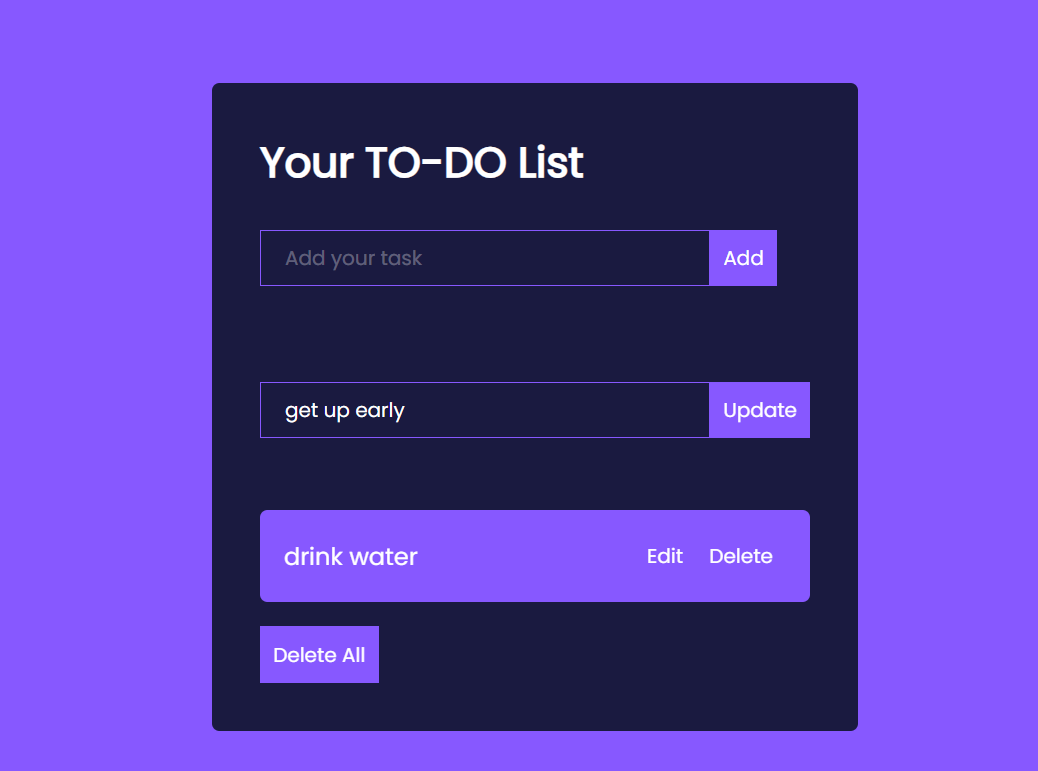 Your TO-DO List
Add your task Add
get up early Update
drink water Edit Delete
Delete All